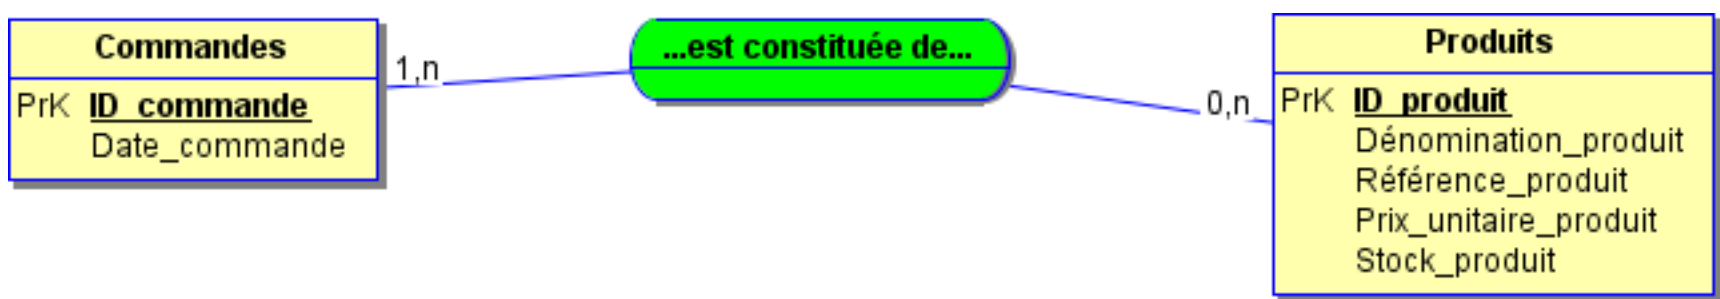 Commandes
PrK ID_commande
Date_commande
1,n
...est constituée de...
0,n
Produits
PrK ID_produit
Dénomination_produit
Référence_produit
Prix_unitaire_produit
Stock_produit